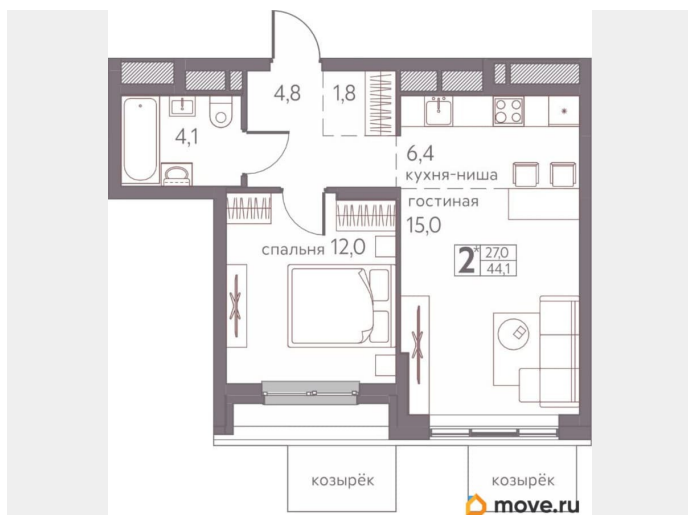 4,8
1,8
4,1
6,4
кухня-ниша
гостиная
15,0
спальня 12,0
2* 27,0
44,1
козырёк
козырёк
move.ru